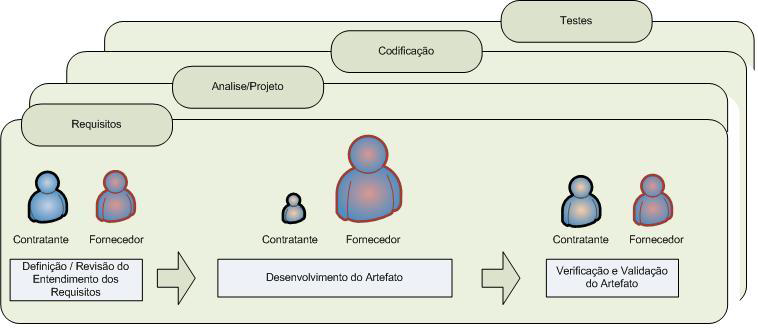 Testes
Codificação
Analise/Projeto
Requisitos
Contratante
Fornecedor
Contratante
Fornecedor
Contratante
Fornecedor
Definição / Revisão do
Entendimento dos
Requisitos
Desenvolvimento do Artefato
Verificação e Validação
do Artefato